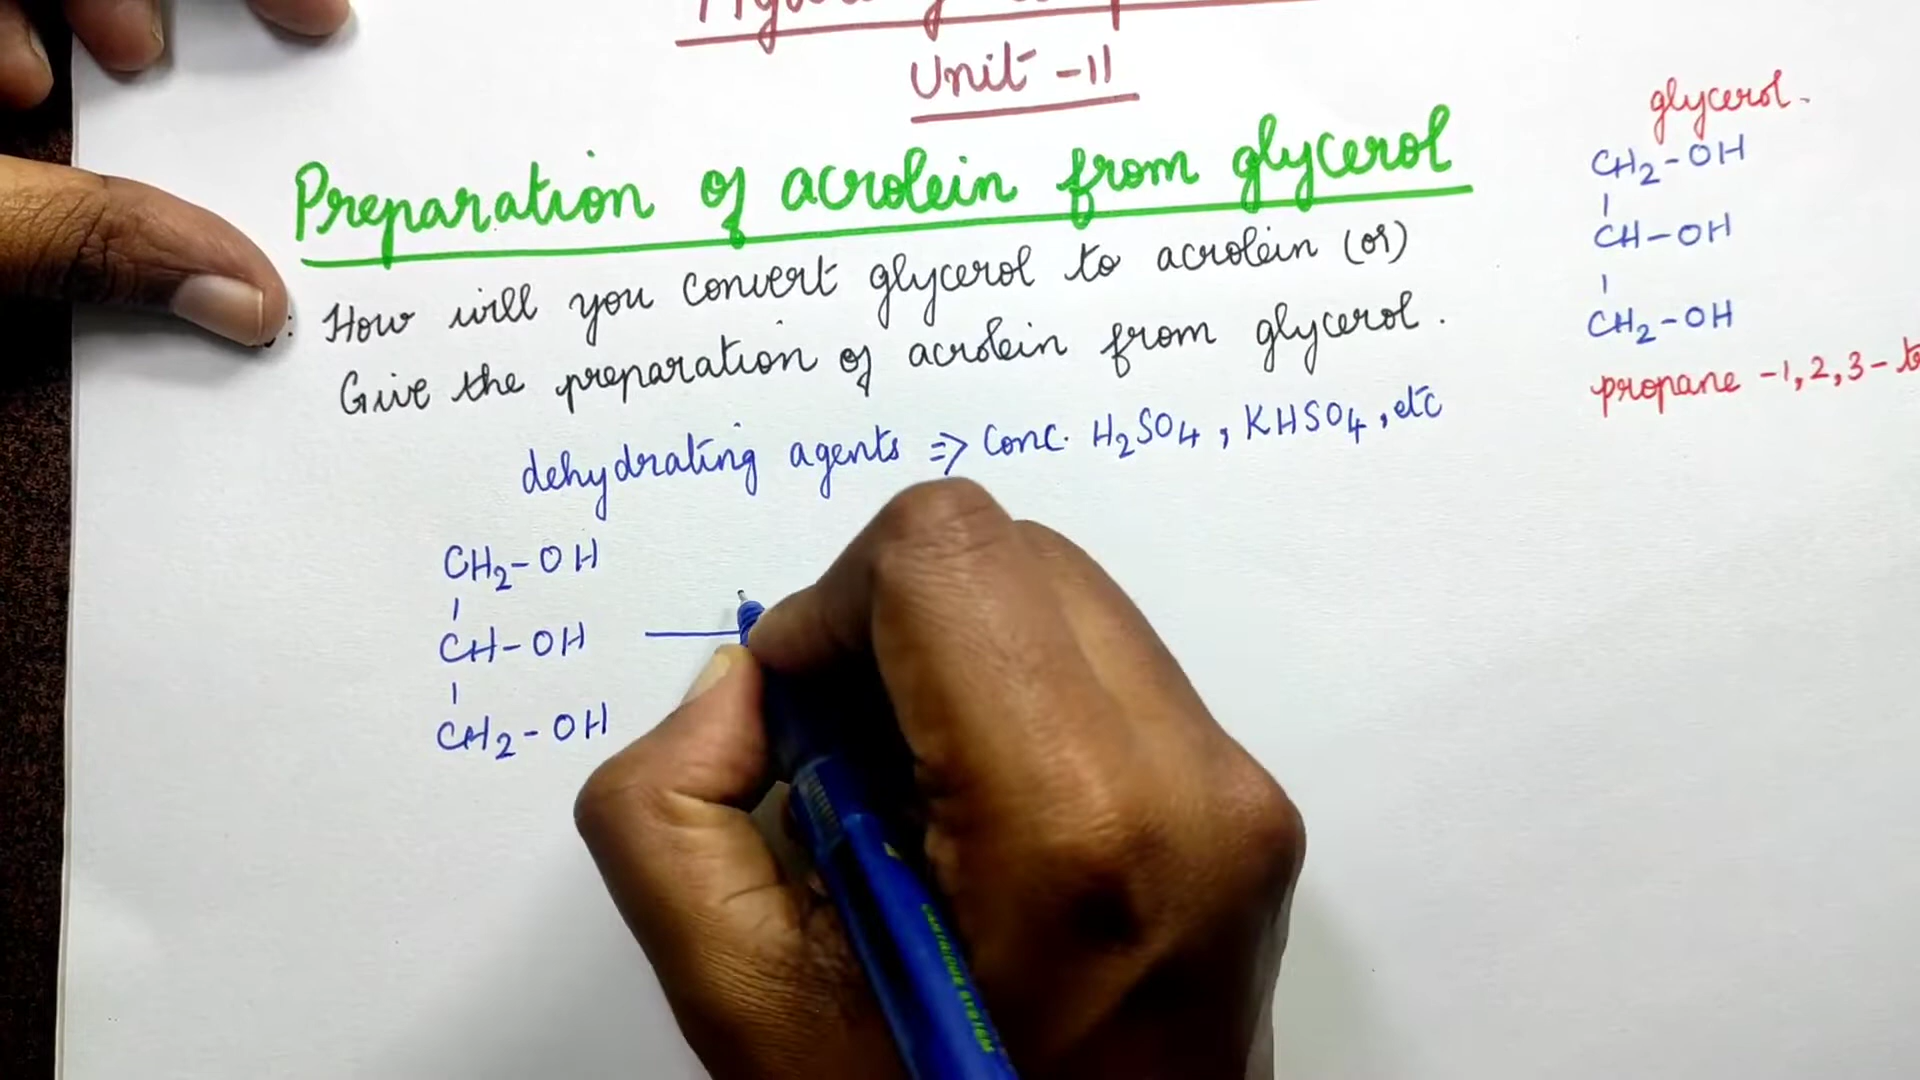 Unit - II
Preparation of acrolein from glycerol
How will you convert glycerol to acrolein (or)
Give the preparation of acrolein from glycerol.
dehydrating agents => Conc. H2SO4, KHSO4, etc
CH2-OH
CH-OH
CH2-OH
glycerol.
CH2-OH
CH-OH
CH2-OH
propane -1,2,3-